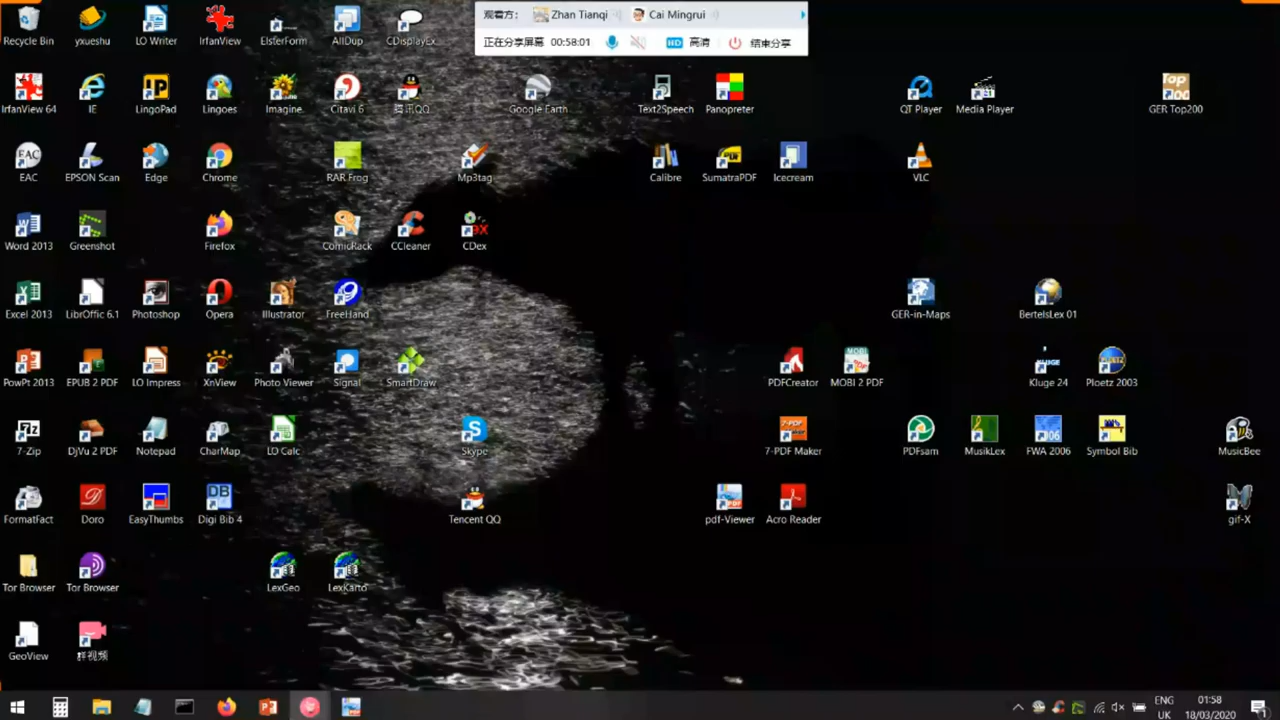 观看方： Zhan Tianqi Cai Mingrui
正在分享屏幕 00:58:01 HD 高清 结束分享
Recycle Bin yxueshu LO Writer IrfanView ElsterForm AllDup CDisplayEx
IrfanView 64 IE LingoPad Lingoes Imagine Citavi 6 腾讯QQ Google Earth Text2Speech Panopreter QT Player Media Player GER Top200
EAC EPSON Scan Edge Chrome RAR Frog Mp3tag Calibre SumatraPDF Icecream VLC
Word 2013 Greenshot Firefox ComicRack CCleaner CDex
Excel 2013 LibrOffic 6.1 Photoshop Opera Illustrator FreeHand GER-in-Maps BertelsLex 01
PowPt 2013 EPUB 2 PDF LO Impress XnView Photo Viewer Signal SmartDraw PDFCreator MOBI 2 PDF Kluge 24 Ploetz 2003
7-Zip DjVu 2 PDF Notepad CharMap LO Calc Skype 7-PDF Maker PDFsam MusikLex FWA 2006 Symbol Bib MusicBee
FormatFact Doro EasyThumbs Digi Bib 4 Tencent QQ pdf-Viewer Acro Reader gif-X
Tor Browser Tor Browser LexGeo LexKarto
GeoView 群视频
ENG 01:58
UK 18/03/2020